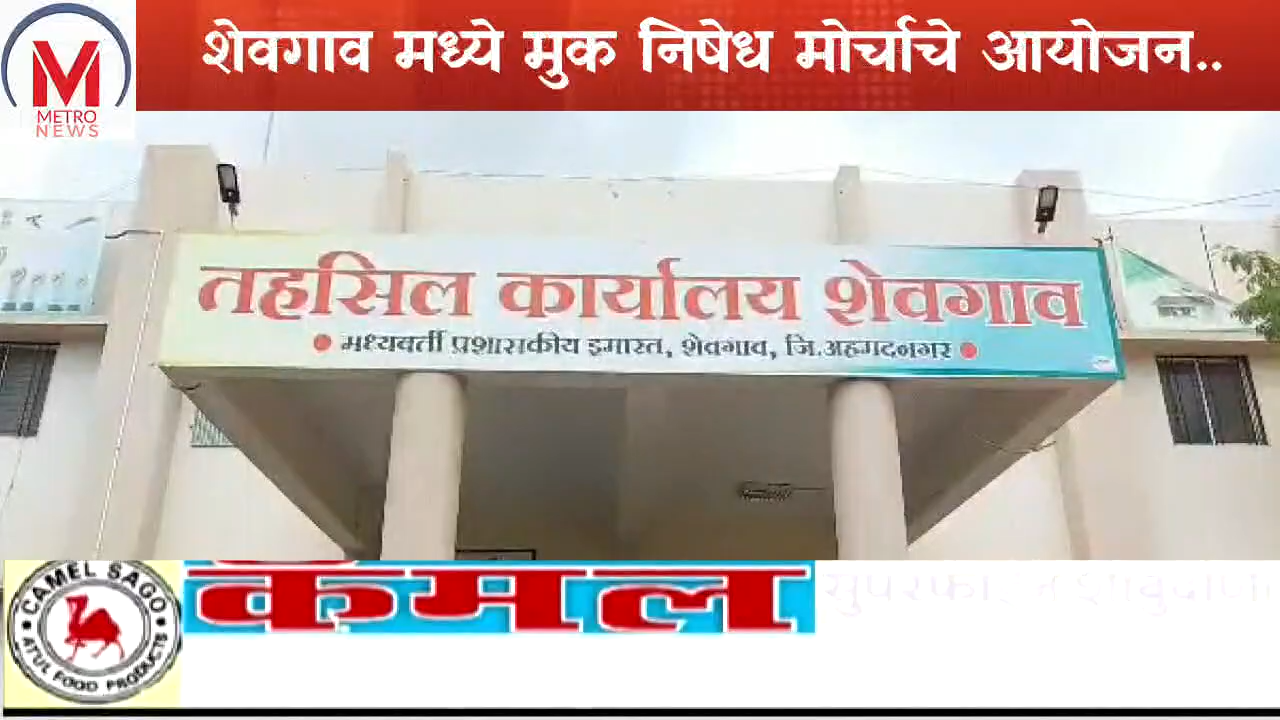 शेवगाव मध्ये मुक निषेध मोर्चाचे आयोजन..
M
METRO
NEWS
तहसिल कार्यालय शेवगाव
• मध्यवर्ती प्रशासकीय इमारत, शेवगाव, जि.अहमदनगर •
CAMEL SAGO
ATUL FOOD PRODUCTS
कॅमल